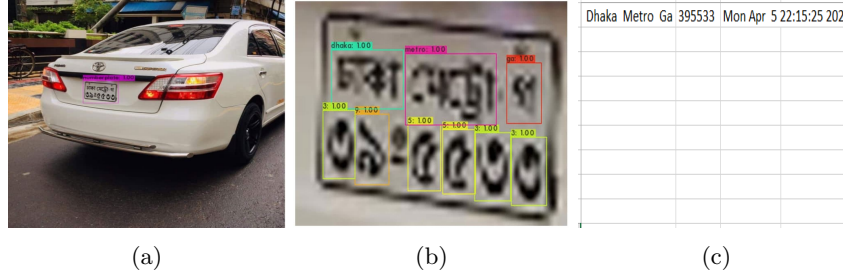 dhaka: 1.00 metro: 1.00 ga: 1.00
ঢাকা মেট্রো গ
3: 1.00 9: 1.00 5: 1.00 5: 1.00 3: 1.00 3: 1.00
৩৯-৫৫৩৩
Dhaka Metro Ga 395533 Mon Apr 5 22:15:25 202
(a) (b) (c)